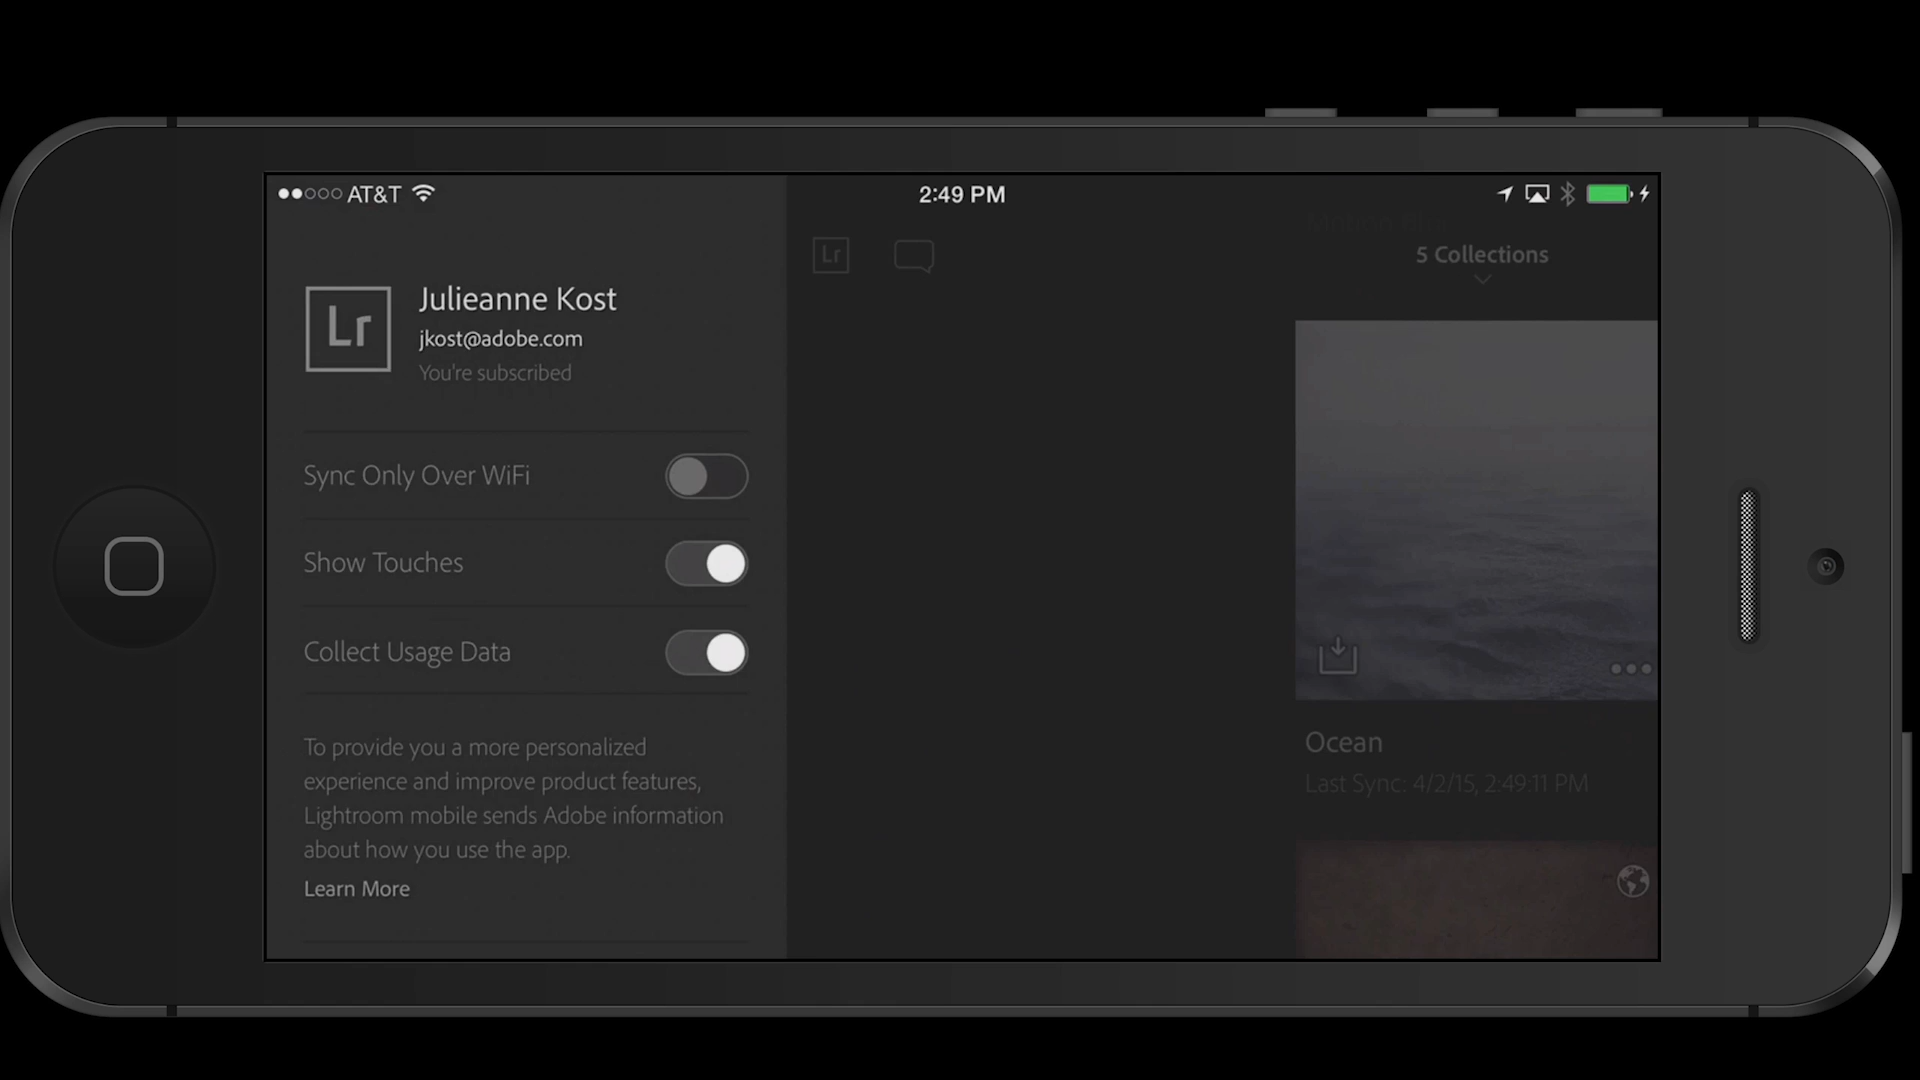 AT&T
2:49 PM
Lr
Julieanne Kost
jkost@adobe.com
You're subscribed
Sync Only Over WiFi
Show Touches
Collect Usage Data
To provide you a more personalized
experience and improve product features,
Lightroom mobile sends Adobe information
about how you use the app.
Learn More
Lr
5 Collections
Ocean
Last Sync: 4/2/15, 2:49:11 PM